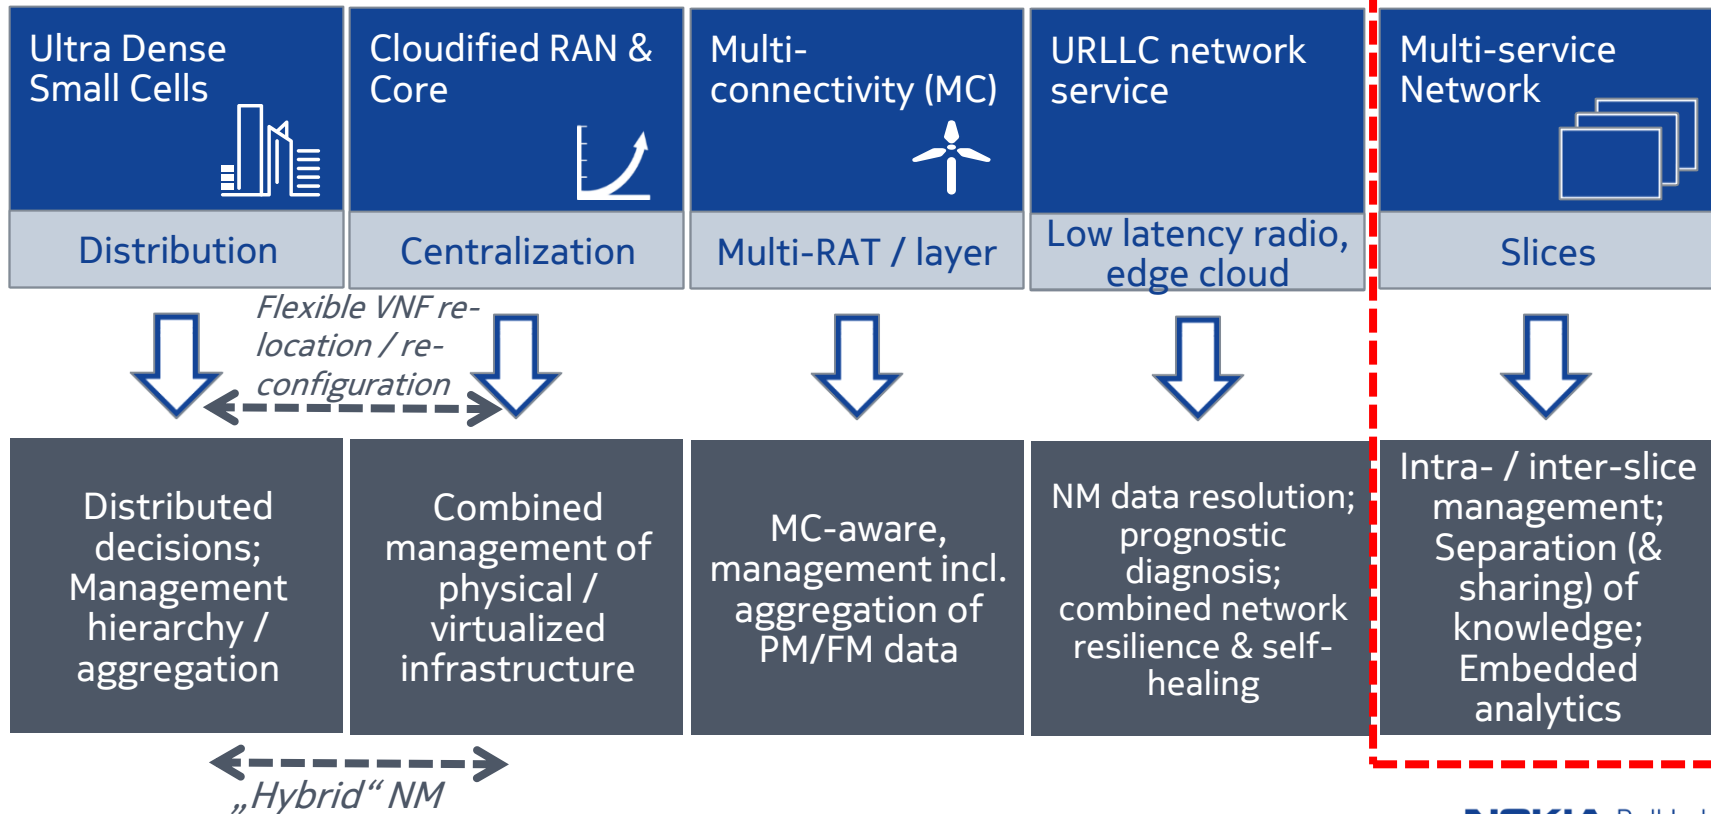 Ultra Dense
Small Cells
Cloudified RAN &
Core
Multi-
connectivity (MC)
URLLC network
service
Multi-service
Network
Distribution
Centralization
Multi-RAT / layer
Low latency radio,
edge cloud
Slices
Flexible VNF re-
location / re-
configuration
Distributed
decisions;
Management
hierarchy /
aggregation
Combined
management of
physical /
virtualized
infrastructure
MC-aware,
management incl.
aggregation of
PM/FM data
NM data resolution;
prognostic
diagnosis;
combined network
resilience & self-
healing
Intra- / inter-slice
management;
Separation (&
sharing) of
knowledge;
Embedded
analytics
„Hybrid“ NM
NOKIA